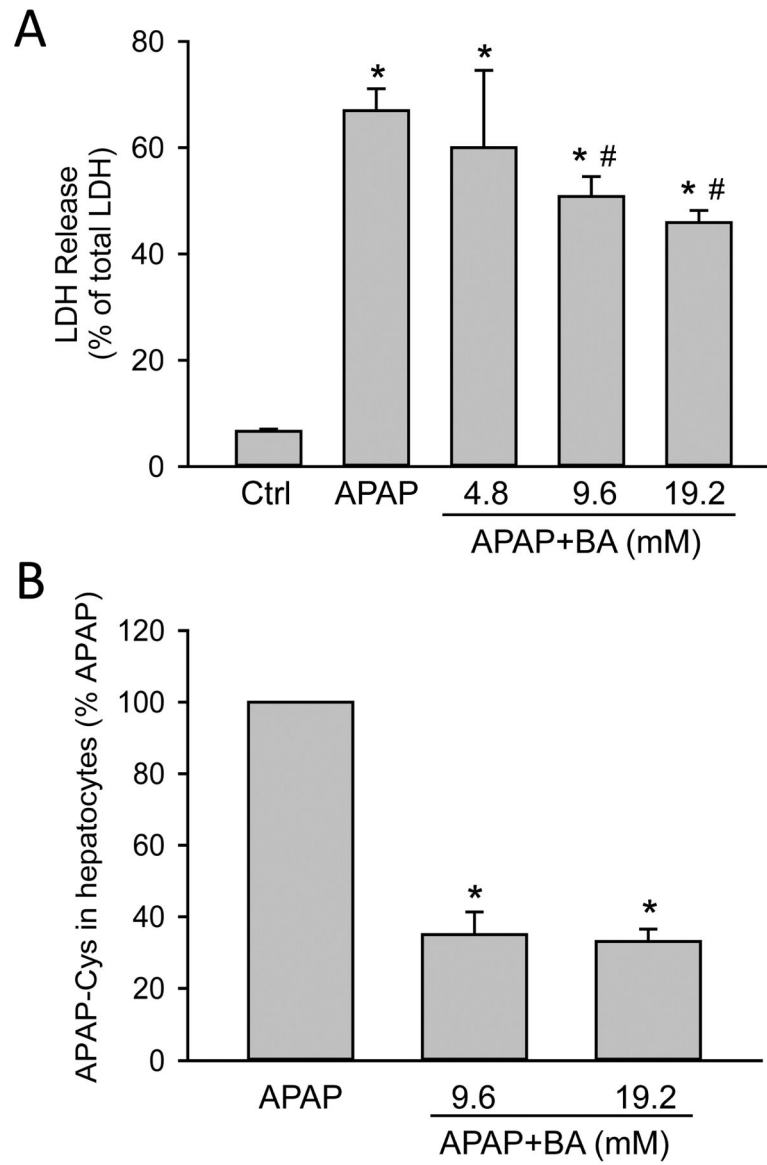 A
LDH Release
(% of total LDH)
80
60
40
20
0
*
*
* #
* #
Ctrl APAP 4.8 9.6 19.2
APAP+BA (mM)
B
APAP-Cys in hepatocytes (% APAP)
120
100
80
60
40
20
0
*
*
APAP 9.6 19.2
APAP+BA (mM)